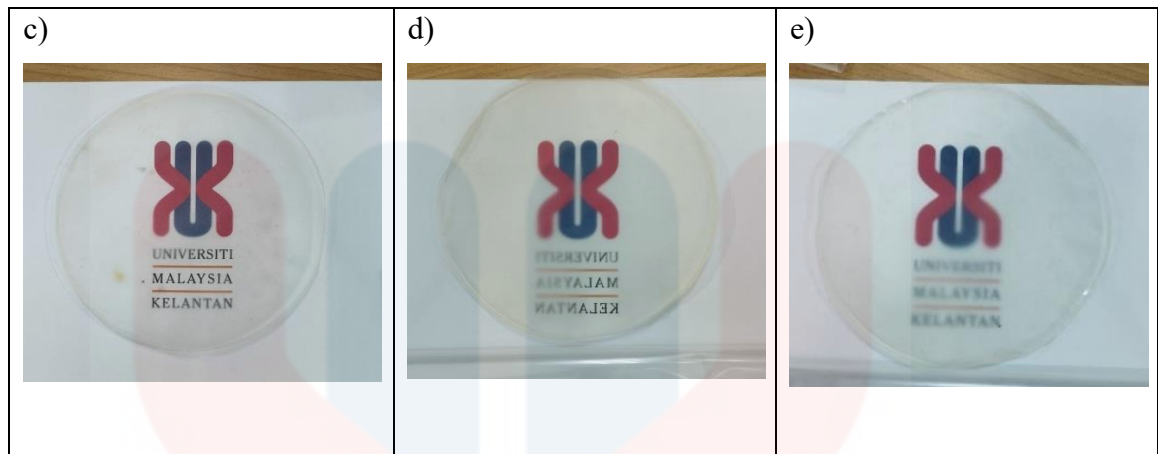 c)
d)
e)
UNIVERSITI
MALAYSIA
KELANTAN
UNIVERSITI
MALAYSIA
KELANTAN
UNIVERSITI
MALAYSIA
KELANTAN